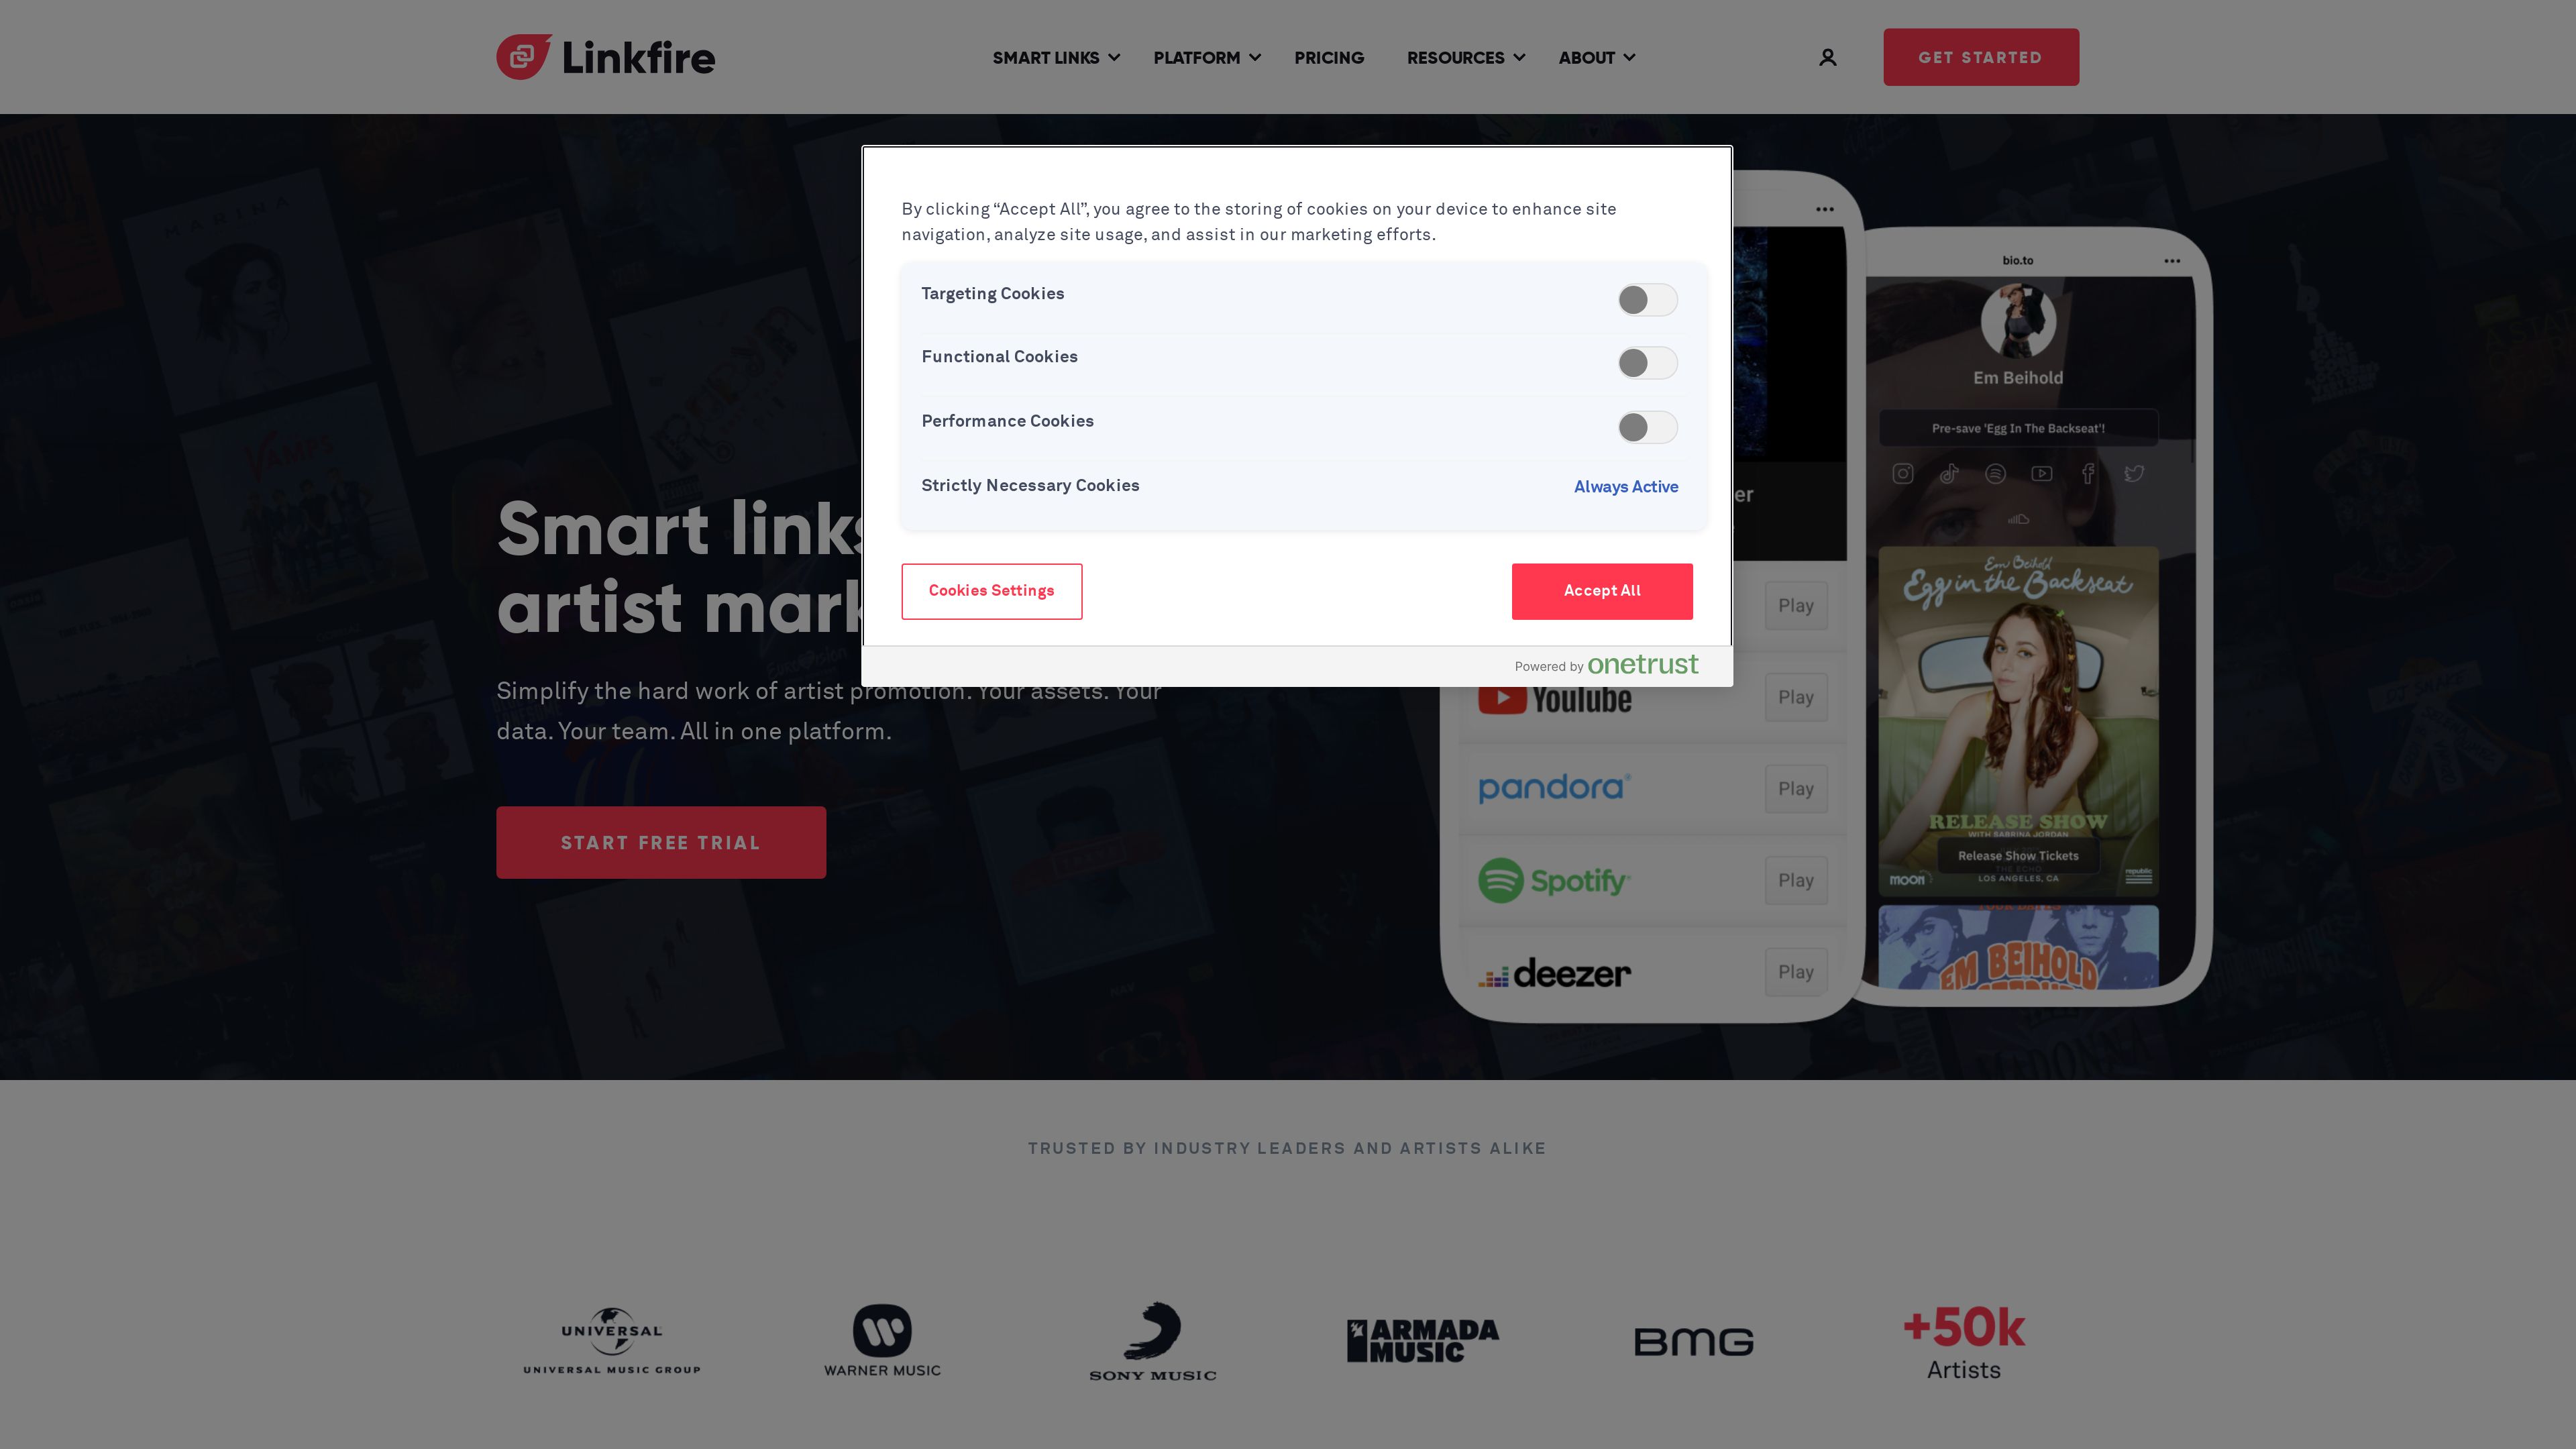 Linkfire
SMART LINKS
PLATFORM
PRICING
RESOURCES
ABOUT
GET STARTED
By clicking “Accept All”, you agree to the storing of cookies on your device to enhance site
navigation, analyze site usage, and assist in our marketing efforts.
Targeting Cookies
Functional Cookies
Performance Cookies
Strictly Necessary Cookies
Always Active
Cookies Settings
Accept All
Powered by onetrust
MARTHA
VAMPS
Smart links
artist mark
Simplify the hard work of artist promotion. Your assets. Your
data. Your team. All in one platform.
START FREE TRIAL
Play
YouTube
Play
pandora
Play
Spotify
Play
deezer
Play
bio.to
Em Beihold
Pre-save 'Egg In The Backseat'!
Em Beihold
Egg in the Backseat
RELEASE SHOW
WITH SABRINA JORDAN
Release Show Tickets
THE ECHO
LOS ANGELES, CA
moon
republic
EM BEIHOLD
MADONNA
TRUSTED BY INDUSTRY LEADERS AND ARTISTS ALIKE
UNIVERSAL
UNIVERSAL MUSIC GROUP
WARNER MUSIC
SONY MUSIC
ARMADA
MUSIC
BMG
+50k
Artists